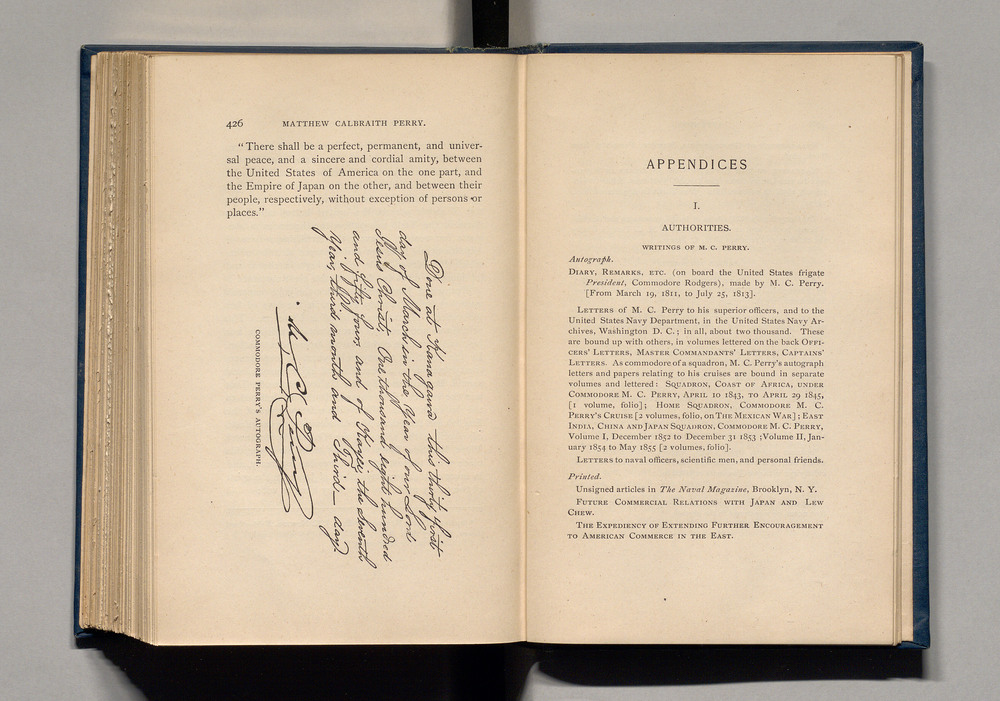 426 MATTHEW CALBRAITH PERRY.
“There shall be a perfect, permanent, and univer-
sal peace, and a sincere and cordial amity, between
the United States of America on the one part, and
the Empire of Japan on the other, and between their
people, respectively, without exception of persons or
places.”
Done at Kanagawa this thirty first
day of March in the Year of our Lord
Jesus Christ, One thousand eight hundred
and fifty four, and of Kayei the Seventh
Year, third month and Third day.
M. C. Perry
COMMODORE PERRY'S AUTOGRAPH.
APPENDICES
I.
AUTHORITIES.
WRITINGS OF M. C. PERRY.
Autograph.
DIARY, REMARKS, ETC. (on board the United States frigate
President, Commodore Rodgers), made by M. C. Perry.
[From March 19, 1811, to July 25, 1813].
LETTERS of M. C. Perry to his superior officers, and to the
United States Navy Department, in the United States Navy Ar-
chives, Washington D. C.; in all, about two thousand. These
are bound up with others, in volumes lettered on the back OFFI-
CERS' LETTERS, MASTER COMMANDANTS' LETTERS, CAPTAINS'
LETTERS. As commodore of a squadron, M. C. Perry's autograph
letters and papers relating to his cruises are bound in separate
volumes and lettered: SQUADRON, COAST OF AFRICA, UNDER
COMMODORE M. C. PERRY, APRIL 10 1843, TO APRIL 29 1845,
[1 volume, folio]; HOME SQUADRON, COMMODORE M. C.
PERRY'S CRUISE [2 volumes, folio, on THE MEXICAN WAR]; EAST
INDIA, CHINA AND JAPAN SQUADRON, COMMODORE M. C. PERRY,
Volume I, December 1852 to December 31 1853 ;Volume II, Jan-
uary 1854 to May 1855 [2 volumes, folio].
LETTERS to naval officers, scientific men, and personal friends.
Printed.
Unsigned articles in The Naval Magazine, Brooklyn, N. Y.
FUTURE COMMERCIAL RELATIONS WITH JAPAN AND LEW
CHEW.
THE EXPEDIENCY OF EXTENDING FURTHER ENCOURAGEMENT
TO AMERICAN COMMERCE IN THE EAST.